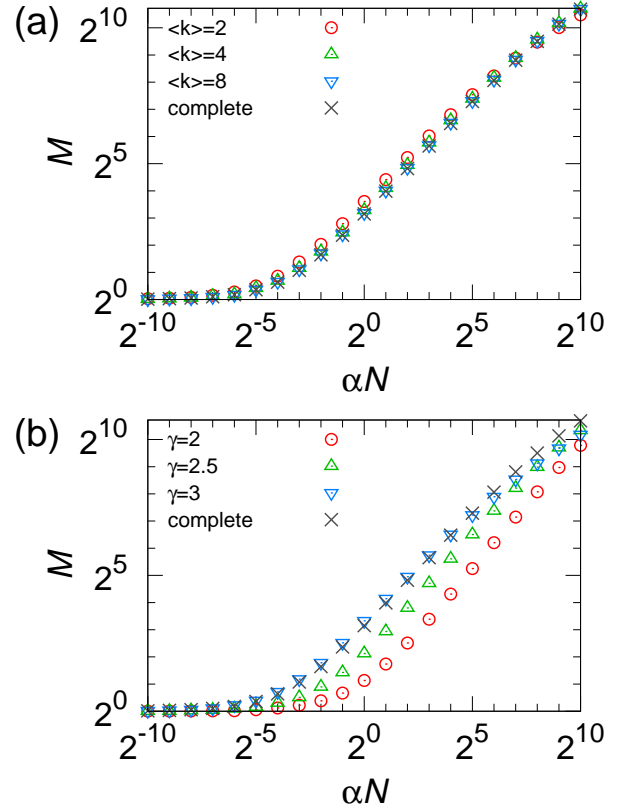 (a)
<k>=2
<k>=4
<k>=8
complete
M
2^10
2^5
2^0
2^-10 2^-5 2^0 2^5 2^10
αN
(b)
γ=2
γ=2.5
γ=3
complete
M
2^10
2^5
2^0
2^-10 2^-5 2^0 2^5 2^10
αN